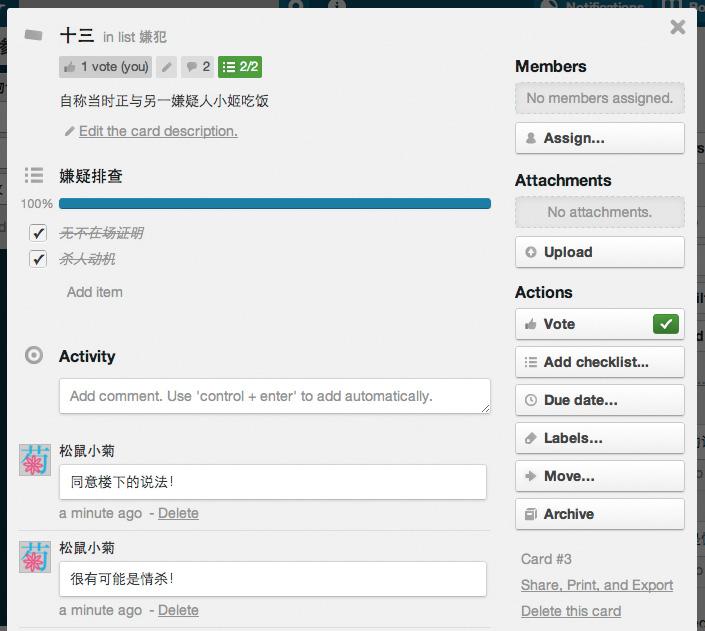 Notifications
十三 in list 嫌犯
1 vote (you) 2 2/2
自称当时正与另一嫌疑人小姬吃饭
Edit the card description.
嫌疑排查
100%
无不在场证明
杀人动机
Add item
Activity
Add comment. Use 'control + enter' to add automatically.
菊
松鼠小菊
同意楼下的说法！
a minute ago - Delete
菊
松鼠小菊
很有可能是情杀！
a minute ago - Delete
Members
No members assigned.
Assign...
Attachments
No attachments.
Upload
Actions
Vote
Add checklist...
Due date...
Labels...
Move...
Archive
Card #3
Share, Print, and Export
Delete this card